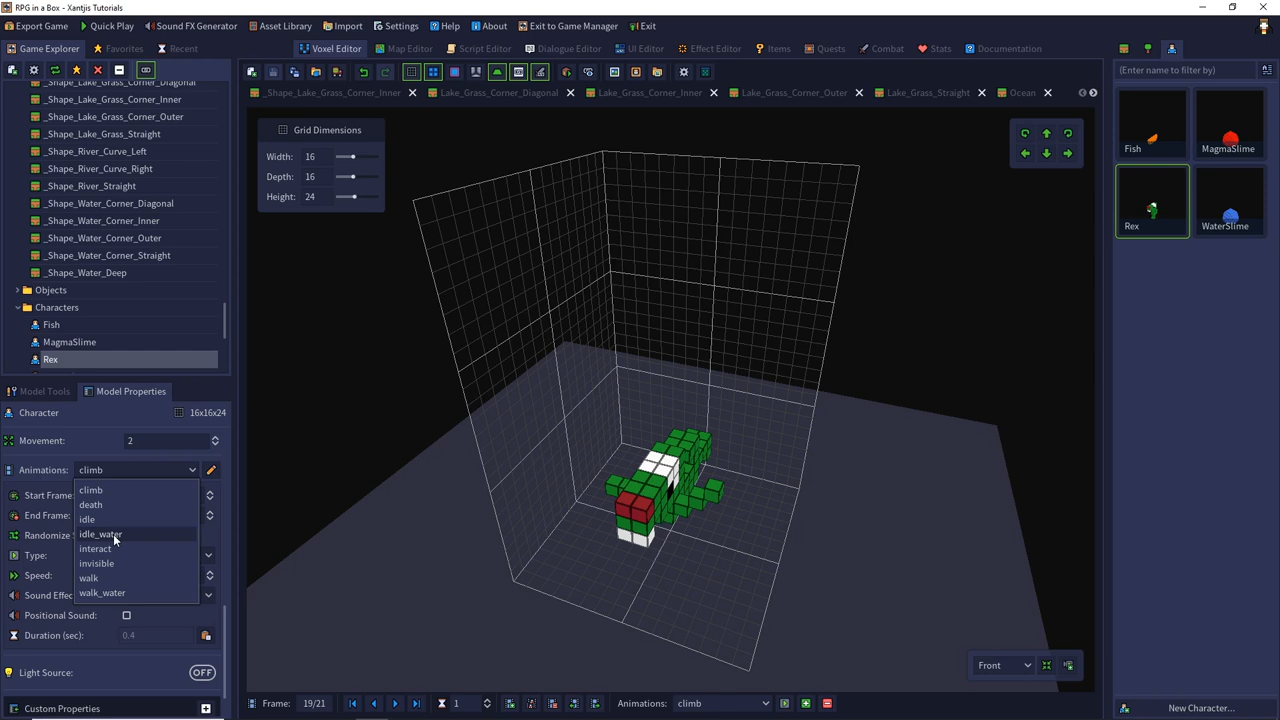 RPG in a Box - Xantjis Tutorials
Export Game
Quick Play
Sound FX Generator
Asset Library
Import
Settings
Help
About
Exit to Game Manager
Exit
Game Explorer
Favorites
Recent
Voxel Editor
Map Editor
Script Editor
Dialogue Editor
UI Editor
Effect Editor
Items
Quests
Combat
Stats
Documentation
_Shape_Lake_Grass_Corner_Inner
Lake_Grass_Corner_Diagonal
Lake_Grass_Corner_Inner
Lake_Grass_Corner_Outer
Lake_Grass_Straight
Ocean
_Shape_Lake_Grass_Corner_Diagonal
_Shape_Lake_Grass_Corner_Inner
_Shape_Lake_Grass_Corner_Outer
_Shape_Lake_Grass_Straight
_Shape_River_Curve_Left
_Shape_River_Curve_Right
_Shape_River_Straight
_Shape_Water_Corner_Diagonal
_Shape_Water_Corner_Inner
_Shape_Water_Corner_Outer
_Shape_Water_Corner_Straight
_Shape_Water_Deep
Objects
Characters
Fish
MagmaSlime
Rex
Model Tools
Model Properties
Character
16x16x24
Movement: 2
Animations: climb
climb
death
idle
idle_water
interact
invisible
walk
walk_water
Start Frame
End Frame
Randomize
Type:
Speed:
Sound Effec
Positional Sound:
Duration (sec): 0.4
Light Source: OFF
Custom Properties
Grid Dimensions
Width: 16
Depth: 16
Height: 24
Front
Frame: 19/21
1
Animations: climb
(Enter name to filter by)
Fish
MagmaSlime
Rex
WaterSlime
New Character...